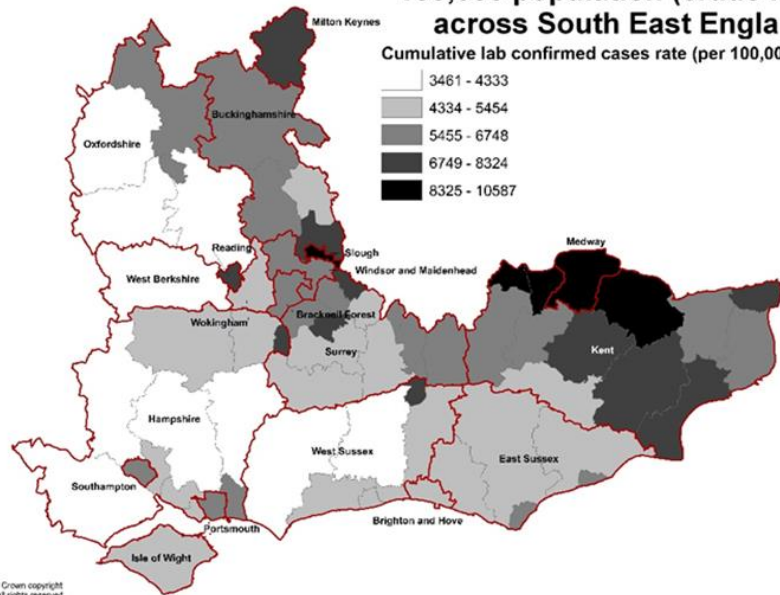 across South East Engla
Cumulative lab confirmed cases rate (per 100,00
3461 - 4333
4334 - 5454
5455 - 6748
6749 - 8324
8325 - 10587
Milton Keynes
Buckinghamshire
Oxfordshire
Reading
Slough
Medway
Windsor and Maidenhead
West Berkshire
Bracknell Forest
Wokingham
Surrey
Kent
Hampshire
West Sussex
East Sussex
Southampton
Brighton and Hove
Portsmouth
Isle of Wight
Crown copyright